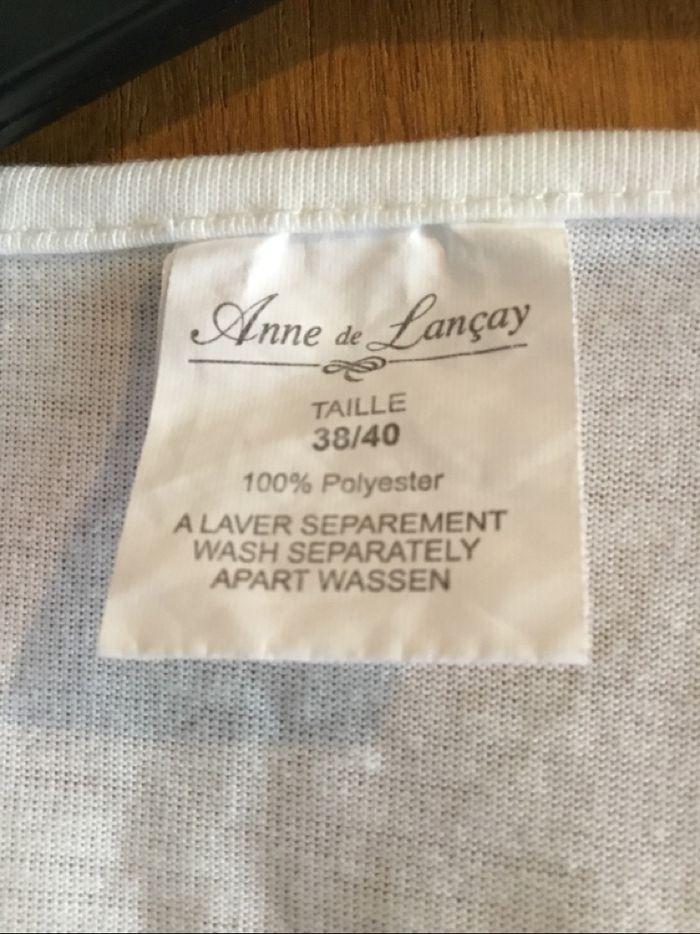 Anne de Lançay
TAILLE
38/40
100% Polyester
A LAVER SEPAREMENT
WASH SEPARATELY
APART WASSEN